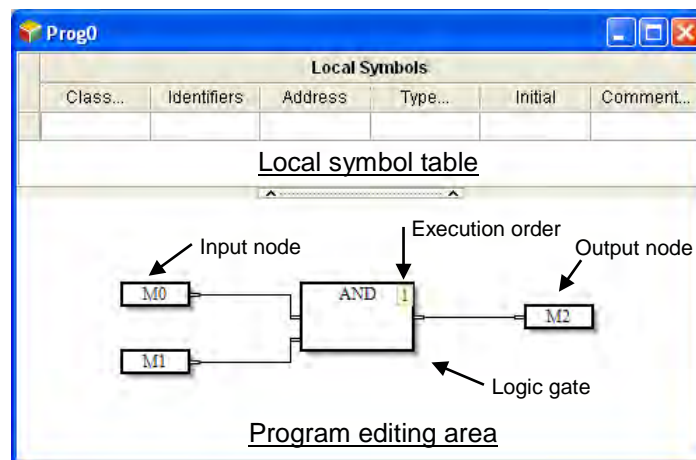 Prog0
Local Symbols
Class... Identifiers Address Type... Initial Comment...
Local symbol table
Execution order
Input node
Output node
M0
AND 1
M2
M1
Logic gate
Program editing area